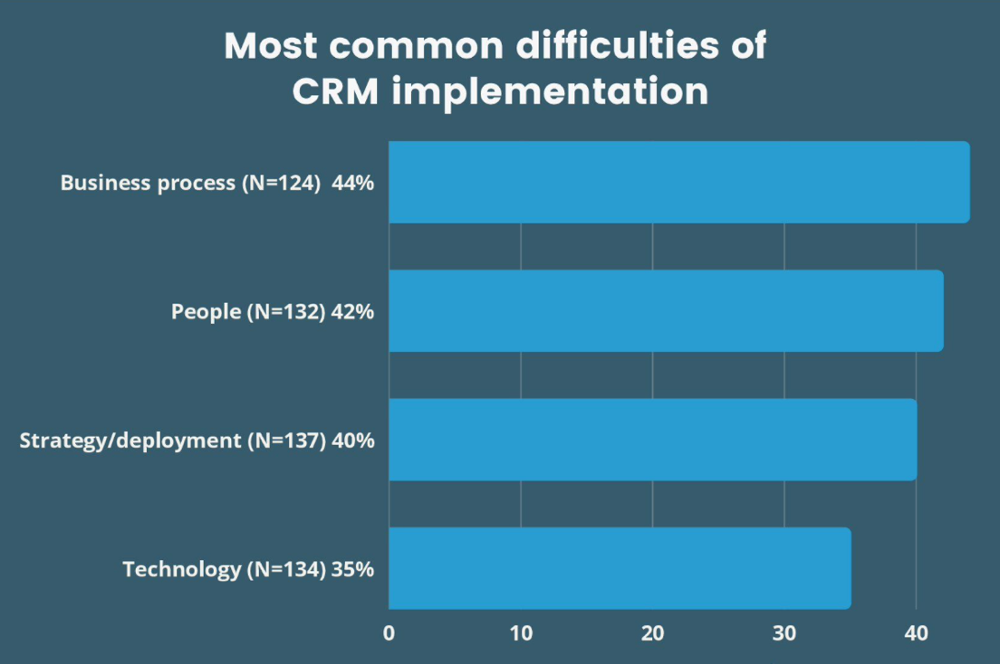 Most common difficulties of
CRM implementation
Business process (N=124) 44%
People (N=132) 42%
Strategy/deployment (N=137) 40%
Technology (N=134) 35%
0 10 20 30 40